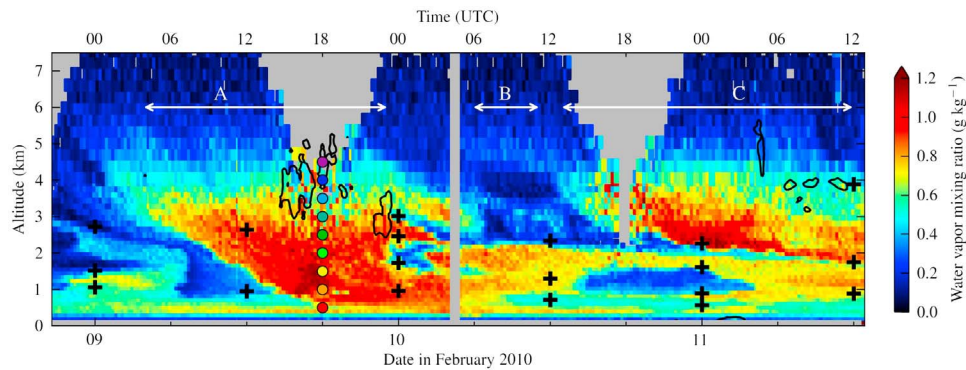 Time (UTC)
00 06 12 18 00 06 12 18 00 06 12
7
6
5
4
3
2
1
0
Altitude (km)
A B C
1.2
1.0
0.8
0.6
0.4
0.2
0.0
Water vapor mixing ratio (g kg⁻¹)
09 10 11
Date in February 2010